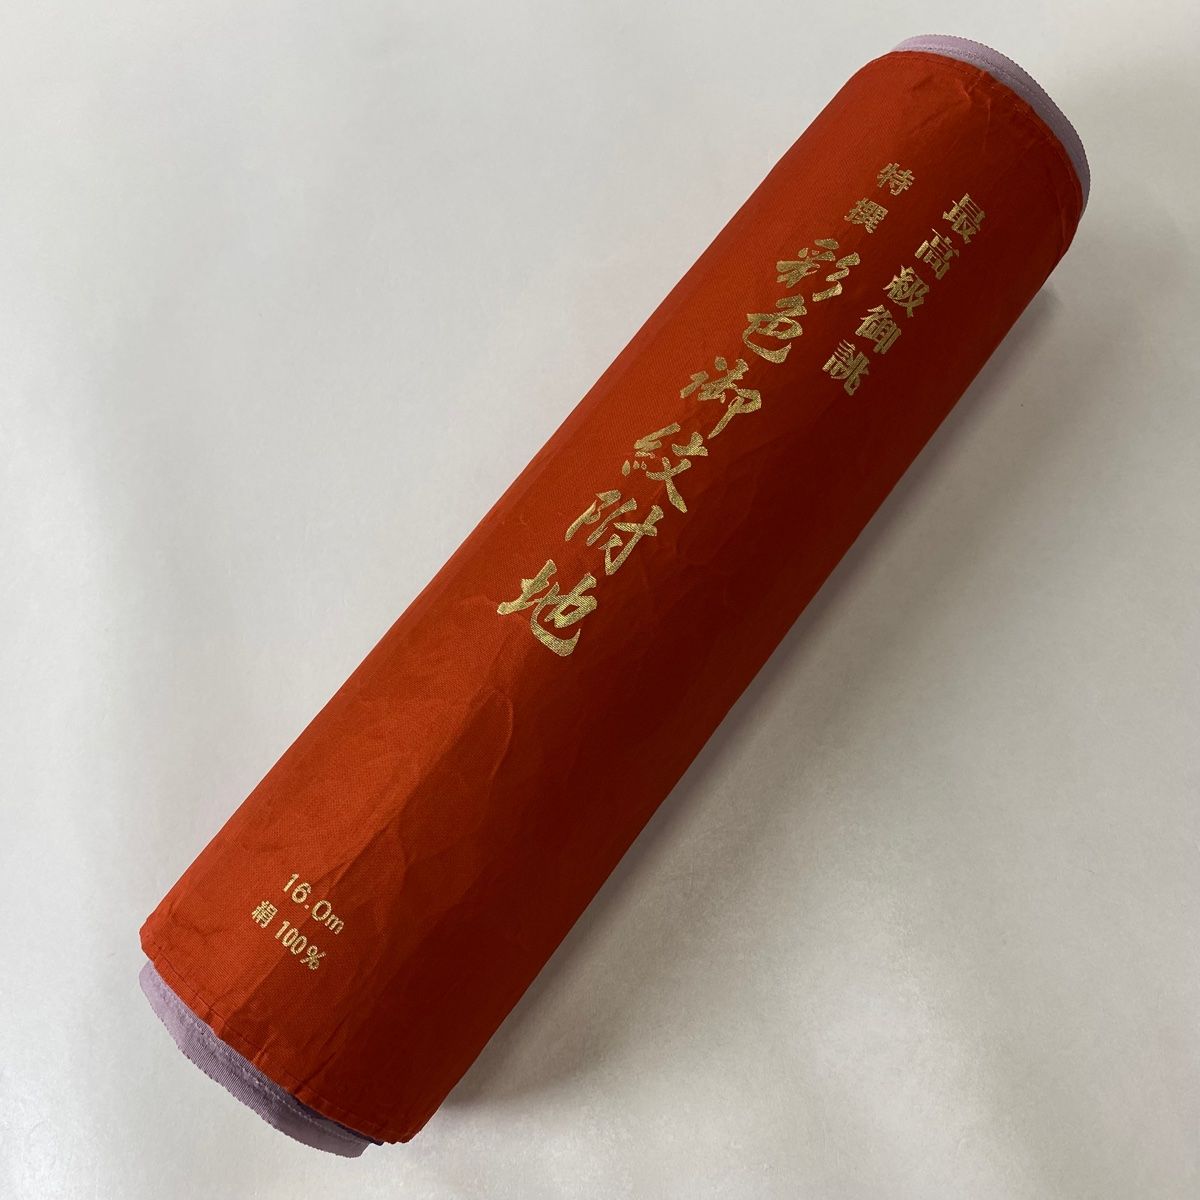 最高級御誂
特撰
彩色御紋附地
16.0m
絹100%